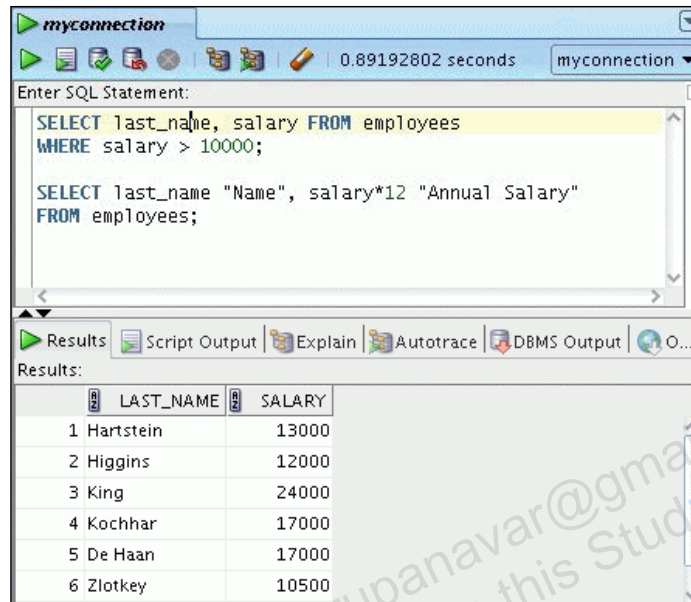 myconnection
0.89192802 seconds myconnection
Enter SQL Statement:
SELECT last_name, salary FROM employees
WHERE salary > 10000;
SELECT last_name "Name", salary*12 "Annual Salary"
FROM employees;
Results Script Output Explain Autotrace DBMS Output O...
Results:
LAST_NAME SALARY
1 Hartstein 13000
2 Higgins 12000
3 King 24000
4 Kochhar 17000
5 De Haan 17000
6 Zlotkey 10500
this